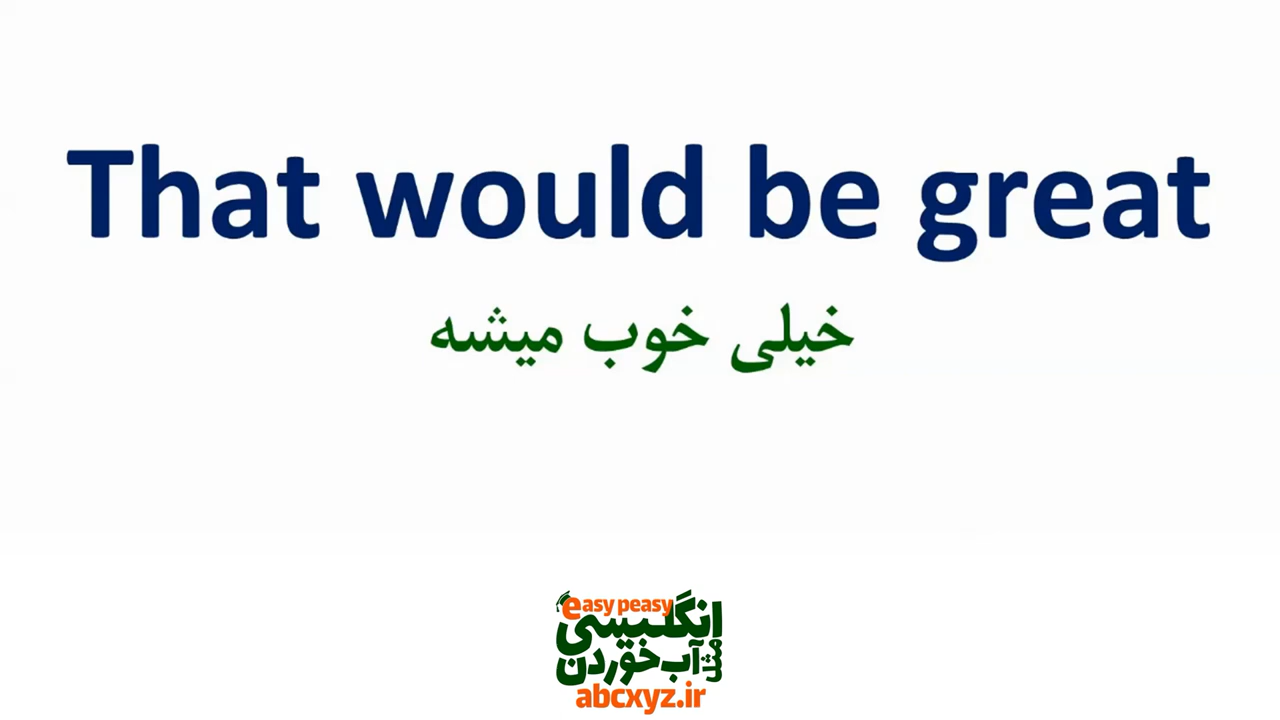 That would be great
خیلی خوب میشه
easy peasy
انگلیسی
مثل آب خوردن
abcxyz.ir